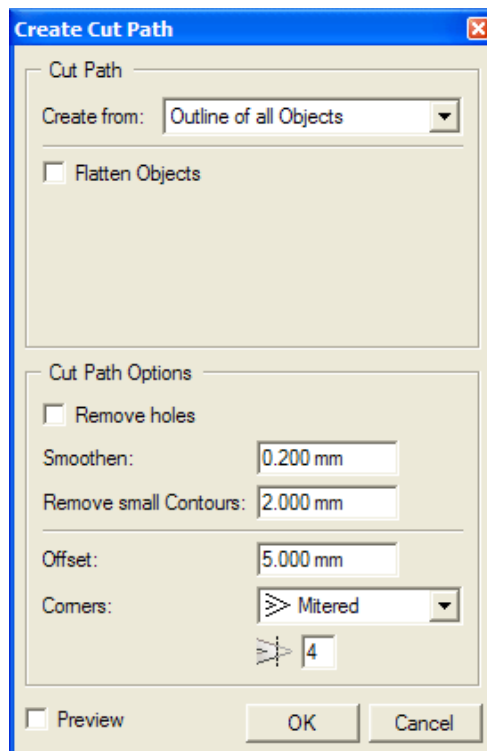 Create Cut Path
Cut Path
Create from: Outline of all Objects
Flatten Objects
Cut Path Options
Remove holes
Smoothen: 0.200 mm
Remove small Contours: 2.000 mm
Offset: 5.000 mm
Corners: Mitered
4
Preview OK Cancel